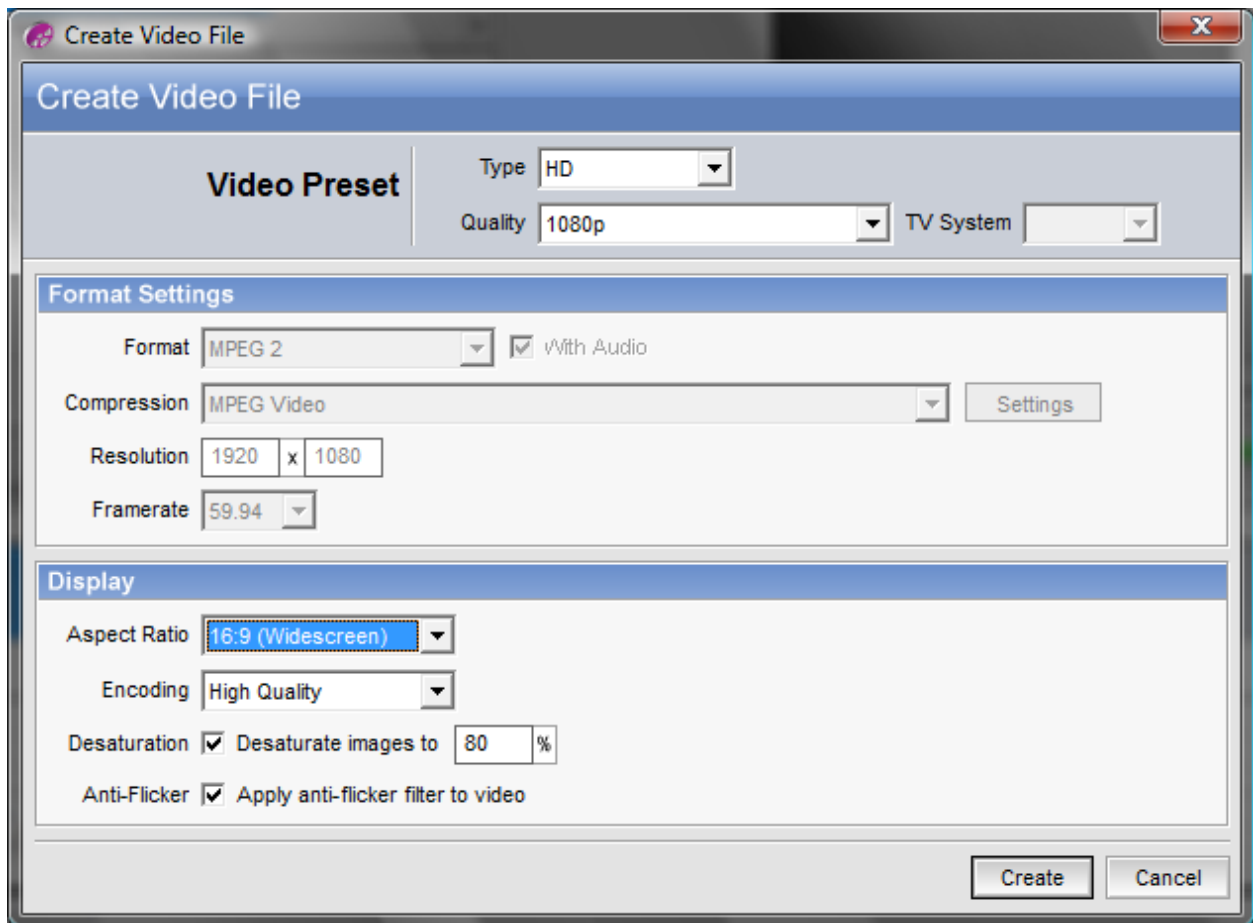 Create Video File
Create Video File
Video Preset
Type HD
Quality 1080p TV System
Format Settings
Format MPEG 2 With Audio
Compression MPEG Video Settings
Resolution 1920 x 1080
Framerate 59.94
Display
Aspect Ratio 16:9 (Widescreen)
Encoding High Quality
Desaturation Desaturate images to 80 %
Anti-Flicker Apply anti-flicker filter to video
Create Cancel